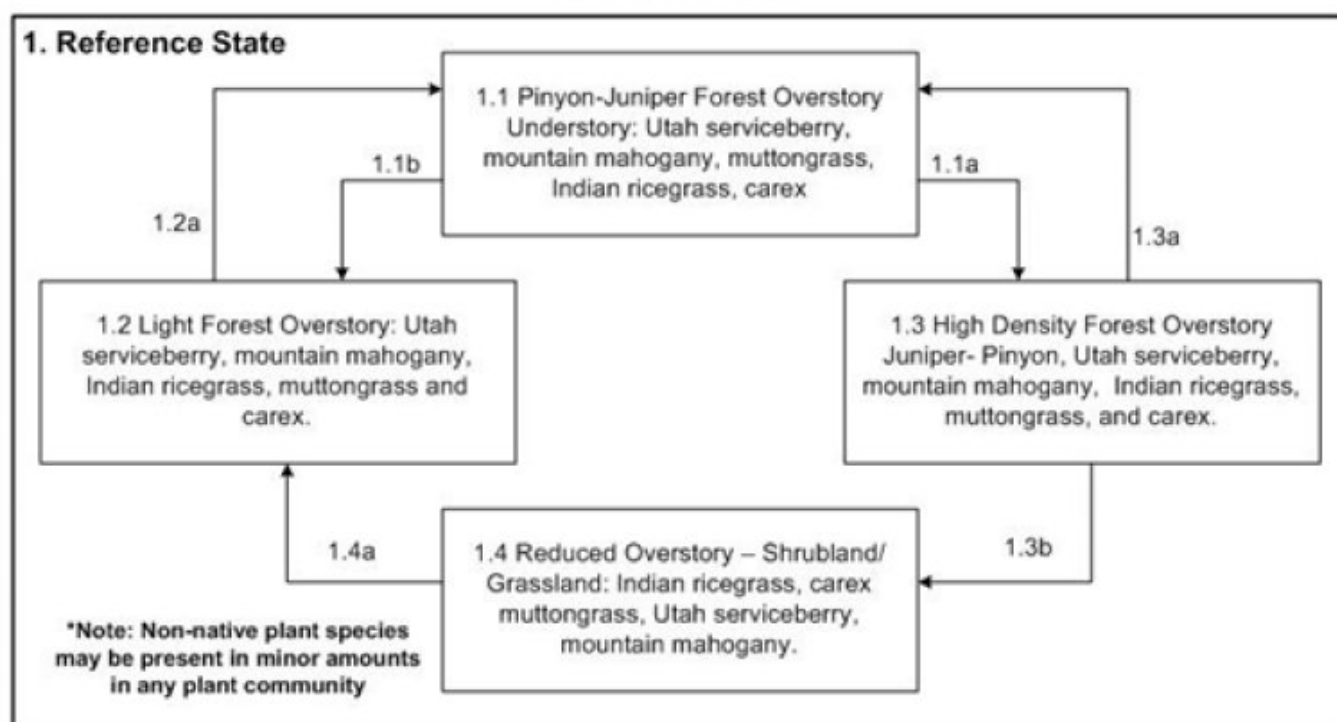 1. Reference State
1.1 Pinyon-Juniper Forest Overstory
Understory: Utah serviceberry,
mountain mahogany, muttongrass,
Indian ricegrass, carex
1.1b
1.1a
1.2a
1.3a
1.2 Light Forest Overstory: Utah
serviceberry, mountain mahogany,
Indian ricegrass, muttongrass and
carex.
1.3 High Density Forest Overstory
Juniper- Pinyon, Utah serviceberry,
mountain mahogany, Indian ricegrass,
muttongrass, and carex.
1.4a
1.3b
1.4 Reduced Overstory – Shrubland/
Grassland: Indian ricegrass, carex
muttongrass, Utah serviceberry,
mountain mahogany.
*Note: Non-native plant species
may be present in minor amounts
in any plant community